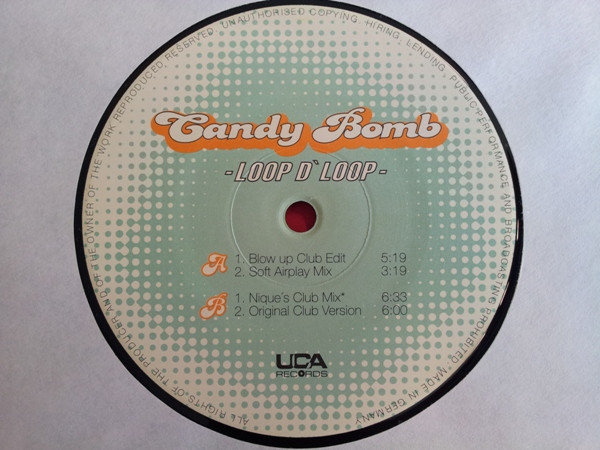 Candy Bomb
- LOOP D`LOOP -
A 1. Blow up Club Edit 5:19
2. Soft Airplay Mix 3:19
B 1. Nique's Club Mix* 6:33
2. Original Club Version 6:00
UCA
RECORDS
ALL RIGHTS OF THE PRODUCER AND OF THE OWNER OF THE WORK REPRODUCED RESERVED. UNAUTHORISED COPYING, HIRING, LENDING, PUBLIC PERFORMANCE AND BROADCASTING PROHIBITED. MADE IN GERMANY